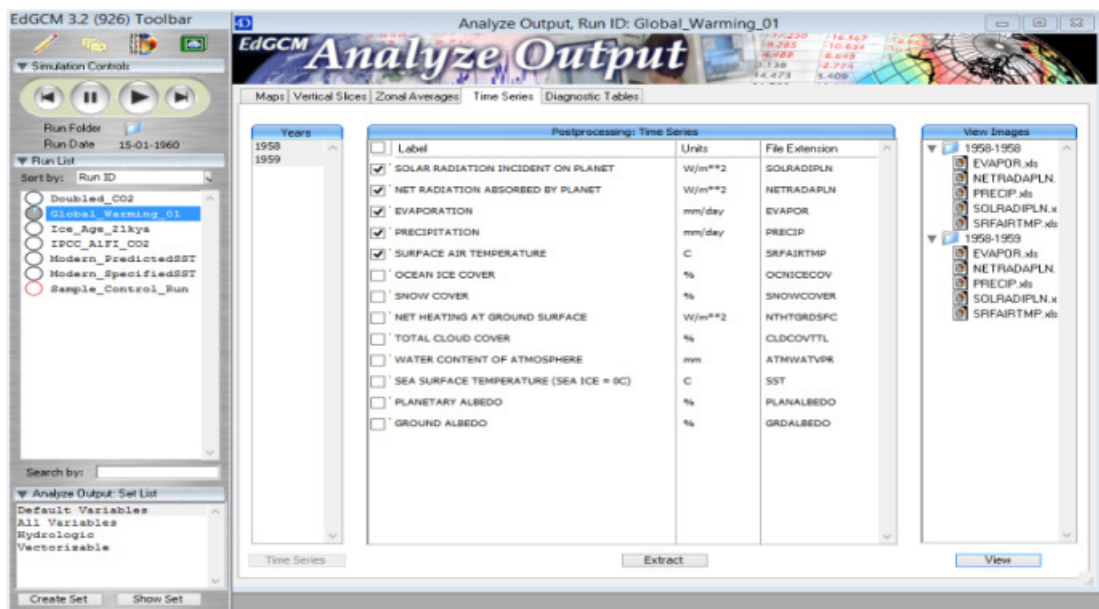 EdGCM 3.2 (926) Toolbar
Simulation Controls
Run Folder
Run Date 15-01-1960
Run List
Sort by: Run ID
Doubled_CO2
Global_Warming_01
Ice_Age_21kya
IPCC_A1FI_CO2
Modern_PredictedSST
Modern_SpecifiedSST
Sample_Control_Run
Search by:
Analyze Output: Set List
Default Variables
All Variables
Hydrologic
Vectorizable
Create Set Show Set
Analyze Output, Run ID: Global_Warming_01
EdGCM Analyze Output
Maps Vertical Slices Zonal Averages Time Series Diagnostic Tables
Years
1958
1959
Time Series
Postprocessing: Time Series
Label Units File Extension
SOLAR RADIATION INCIDENT ON PLANET W/m**2 SOLRADIPLN
NET RADIATION ABSORBED BY PLANET W/m**2 NETRADAPLN
EVAPORATION mm/day EVAPOR
PRECIPITATION mm/day PRECIP
SURFACE AIR TEMPERATURE C SRFAIRTMP
OCEAN ICE COVER % OCNICECOV
SNOW COVER % SNOWCOVER
NET HEATING AT GROUND SURFACE W/m**2 NTHTGRDSFC
TOTAL CLOUD COVER % CLDCOVTTL
WATER CONTENT OF ATMOSPHERE mm ATMWATVPR
SEA SURFACE TEMPERATURE (SEA ICE = 0C) C SST
PLANETARY ALBEDO % PLANALBEDO
GROUND ALBEDO % GRDALBEDO
Extract
View Images
1958-1958
EVAPOR.xls
NETRADAPLN.
PRECIP.xls
SOLRADIPLN.x
SRFAIRTMP.xls
1958-1959
EVAPOR.xls
NETRADAPLN.
PRECIP.xls
SOLRADIPLN.x
SRFAIRTMP.xls
View